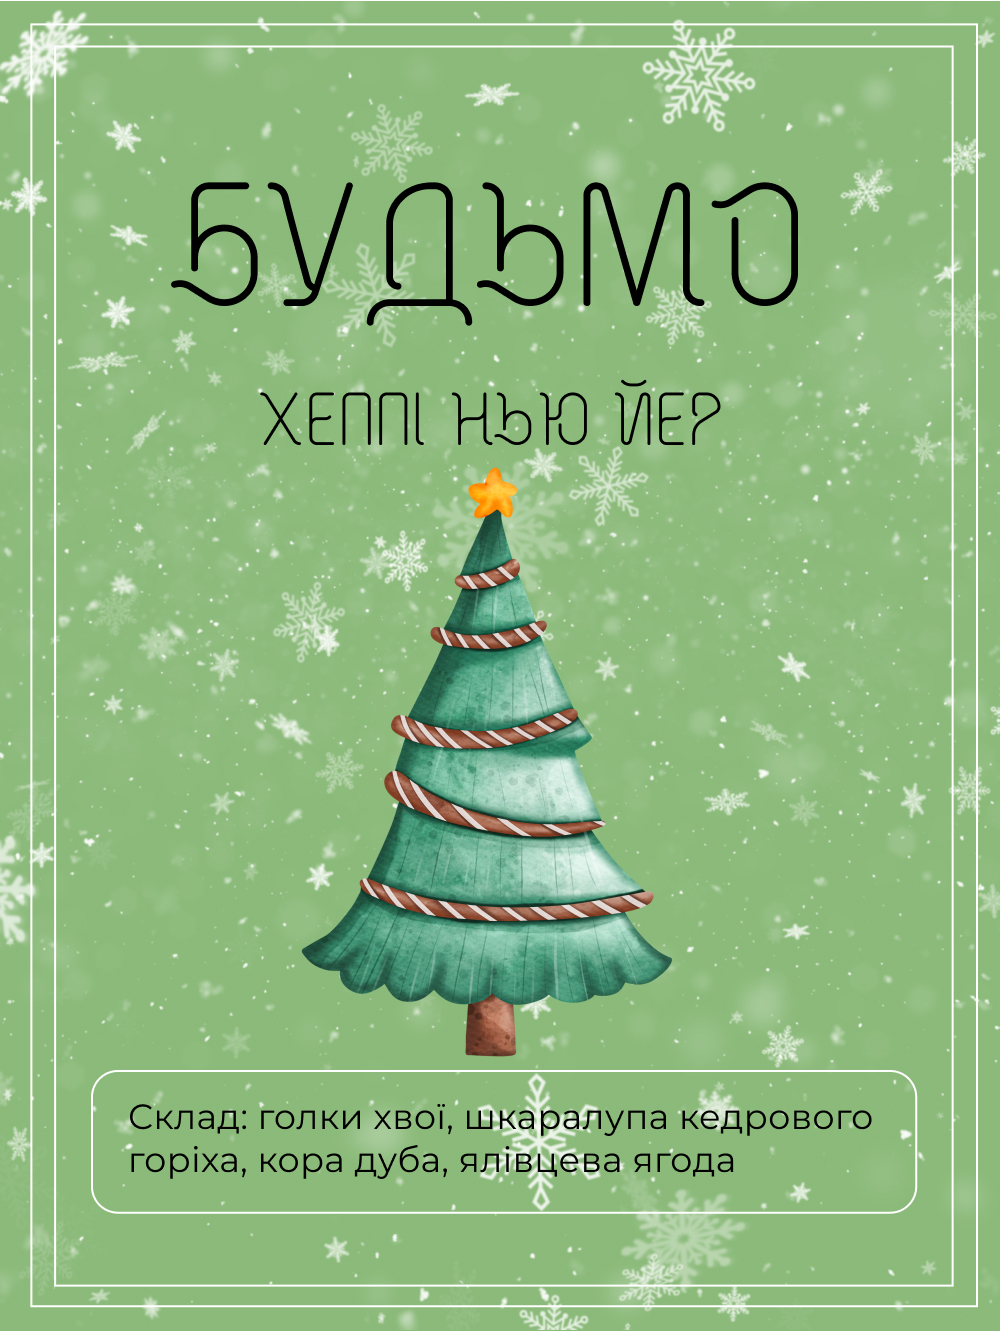 БУДЬМО
ХЕППІ НЬЮ ЙЕР
Склад: голки хвої, шкаралупа кедрового
горіха, кора дуба, ялівцева ягода